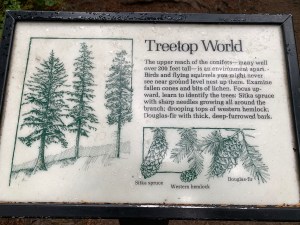 Treetop World
The upper reach of the conifers—many well
over 200 feet tall—is an environment apart.
Birds and flying squirrels you might never
see near ground level nest up there. Examine
fallen cones and bits of lichen. Focus up-
ward, learn to identify the trees: Sitka spruce
with sharp needles growing all around the
branch; drooping tops of western hemlock;
Douglas-fir with thick, deep-furrowed bark.
Sitka spruce
Western hemlock
Douglas-fir